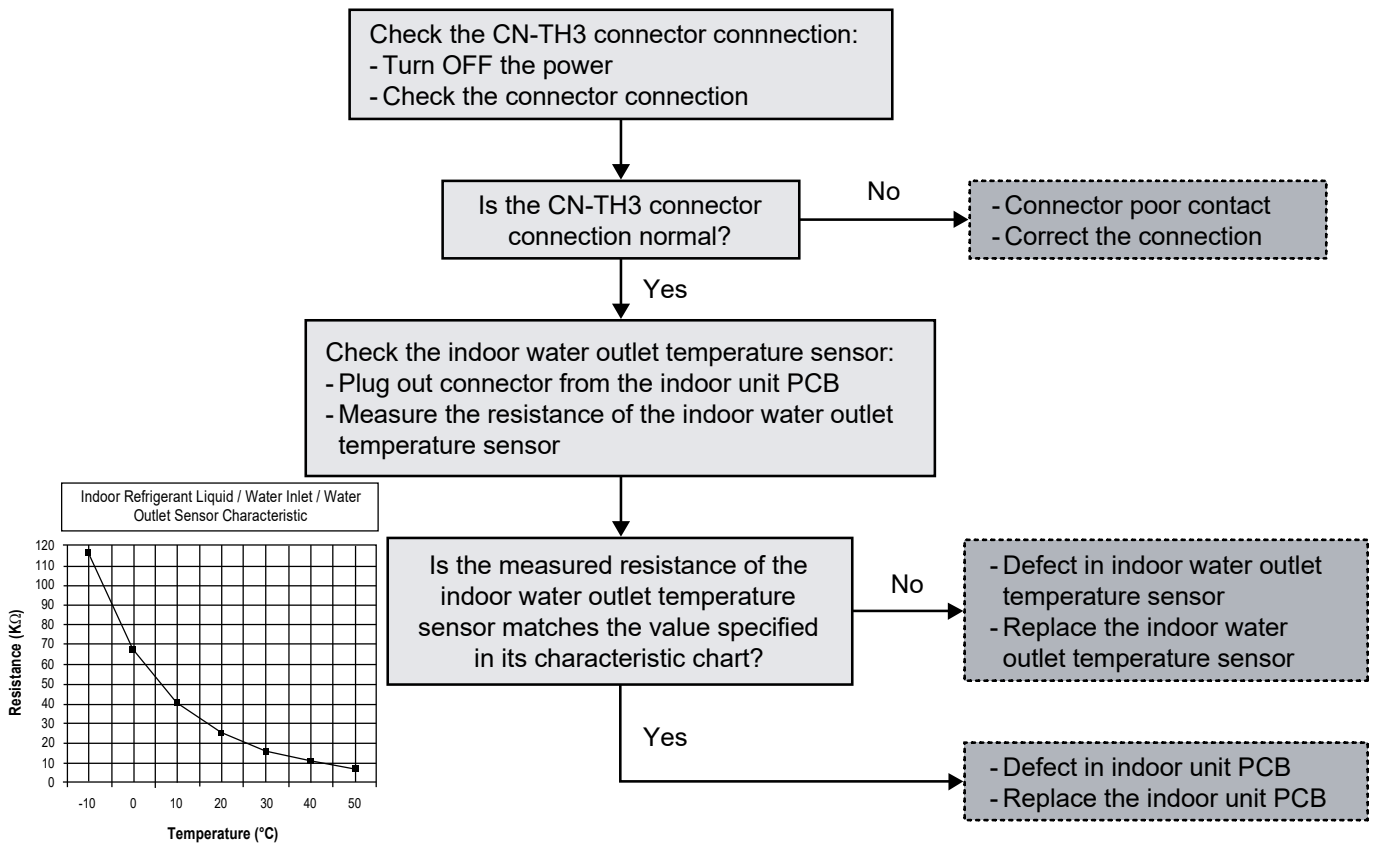 Check the CN-TH3 connector connnection:
- Turn OFF the power
- Check the connector connection
Is the CN-TH3 connector
connection normal?
No
- Connector poor contact
- Correct the connection
Yes
Check the indoor water outlet temperature sensor:
- Plug out connector from the indoor unit PCB
- Measure the resistance of the indoor water outlet
temperature sensor
Indoor Refrigerant Liquid / Water Inlet / Water
Outlet Sensor Characteristic
120
110
100
90
80
70
60
50
40
30
20
10
0
Resistance (KΩ)
-10 0 10 20 30 40 50
Temperature (°C)
Is the measured resistance of the
indoor water outlet temperature
sensor matches the value specified
in its characteristic chart?
No
- Defect in indoor water outlet
temperature sensor
- Replace the indoor water
outlet temperature sensor
Yes
- Defect in indoor unit PCB
- Replace the indoor unit PCB